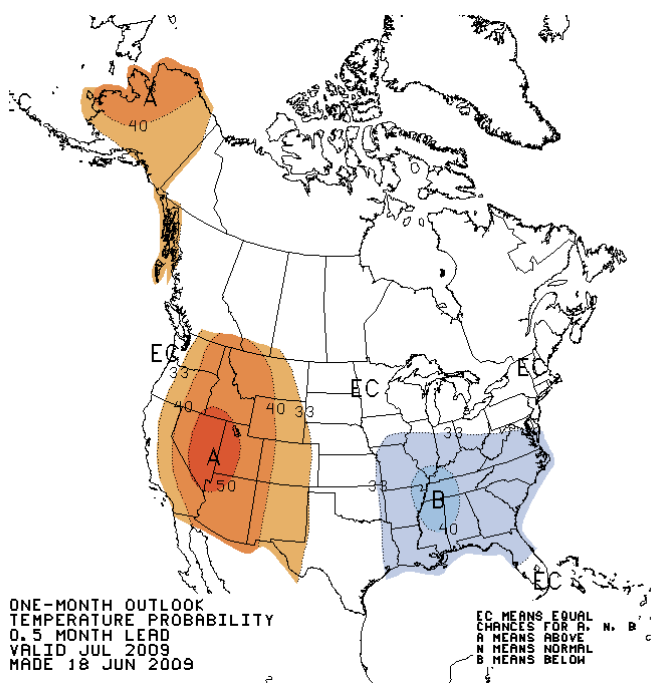 A
EC
40
EC
33
EC
EC
40
40
33
33
A
50
33
B
40
EC
ONE-MONTH OUTLOOK
TEMPERATURE PROBABILITY
0.5 MONTH LEAD
VALID JUL 2009
MADE 18 JUN 2009
EC MEANS EQUAL
CHANCES FOR A, N, B
A MEANS ABOVE
N MEANS NORMAL
B MEANS BELOW